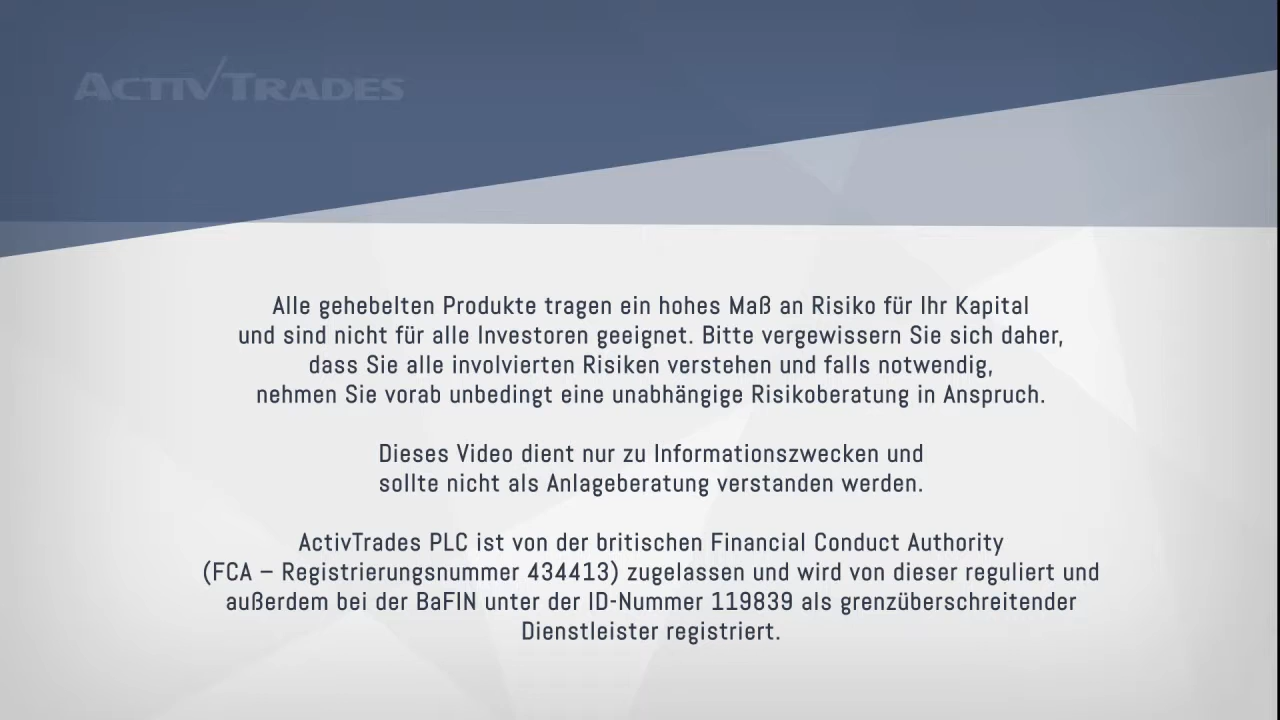 ACTIVTRADES
Alle gehebelten Produkte tragen ein hohes Maß an Risiko für Ihr Kapital
und sind nicht für alle Investoren geeignet. Bitte vergewissern Sie sich daher,
dass Sie alle involvierten Risiken verstehen und falls notwendig,
nehmen Sie vorab unbedingt eine unabhängige Risikoberatung in Anspruch.
Dieses Video dient nur zu Informationszwecken und
sollte nicht als Anlageberatung verstanden werden.
ActivTrades PLC ist von der britischen Financial Conduct Authority
(FCA – Registrierungsnummer 434413) zugelassen und wird von dieser reguliert und
außerdem bei der BaFIN unter der ID-Nummer 119839 als grenzüberschreitender
Dienstleister registriert.